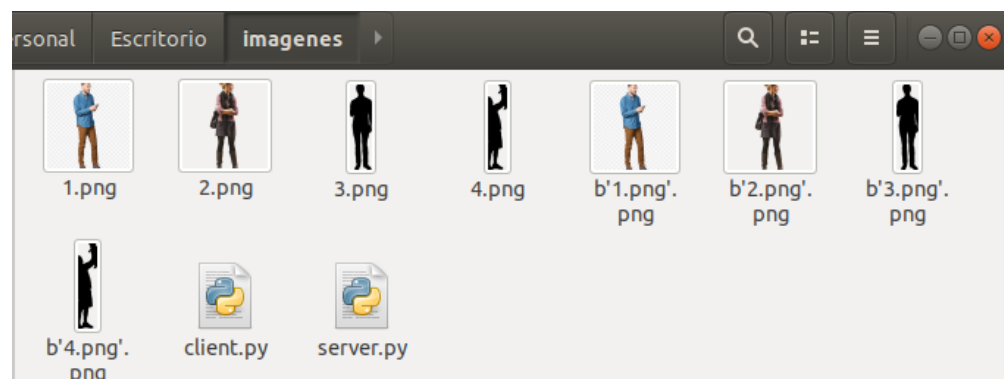 rsonal Escritorio imagenes
1.png 2.png 3.png 4.png b'1.png'. b'2.png'. b'3.png'.
png png png
b'4.png'. client.py server.py
png